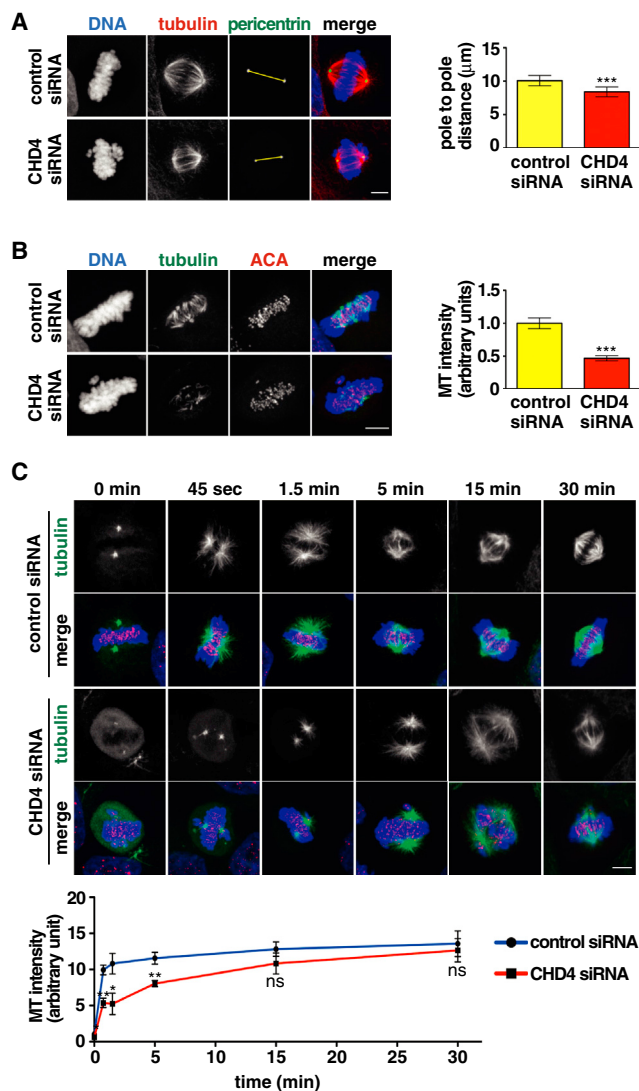 A
DNA tubulin pericentrin merge
control siRNA
CHD4 siRNA
pole to pole distance (μm)
15
10
5
0
***
control siRNA
CHD4 siRNA
B
DNA tubulin ACA merge
control siRNA
CHD4 siRNA
MT intensity (arbitrary units)
1.5
1.0
0.5
0
***
control siRNA
CHD4 siRNA
C
0 min 45 sec 1.5 min 5 min 15 min 30 min
control siRNA
tubulin
merge
CHD4 siRNA
tubulin
merge
MT intensity (arbitrary unit)
20
15
10
5
0
**
*
**
ns
ns
0 5 10 15 20 25 30
time (min)
control siRNA
CHD4 siRNA